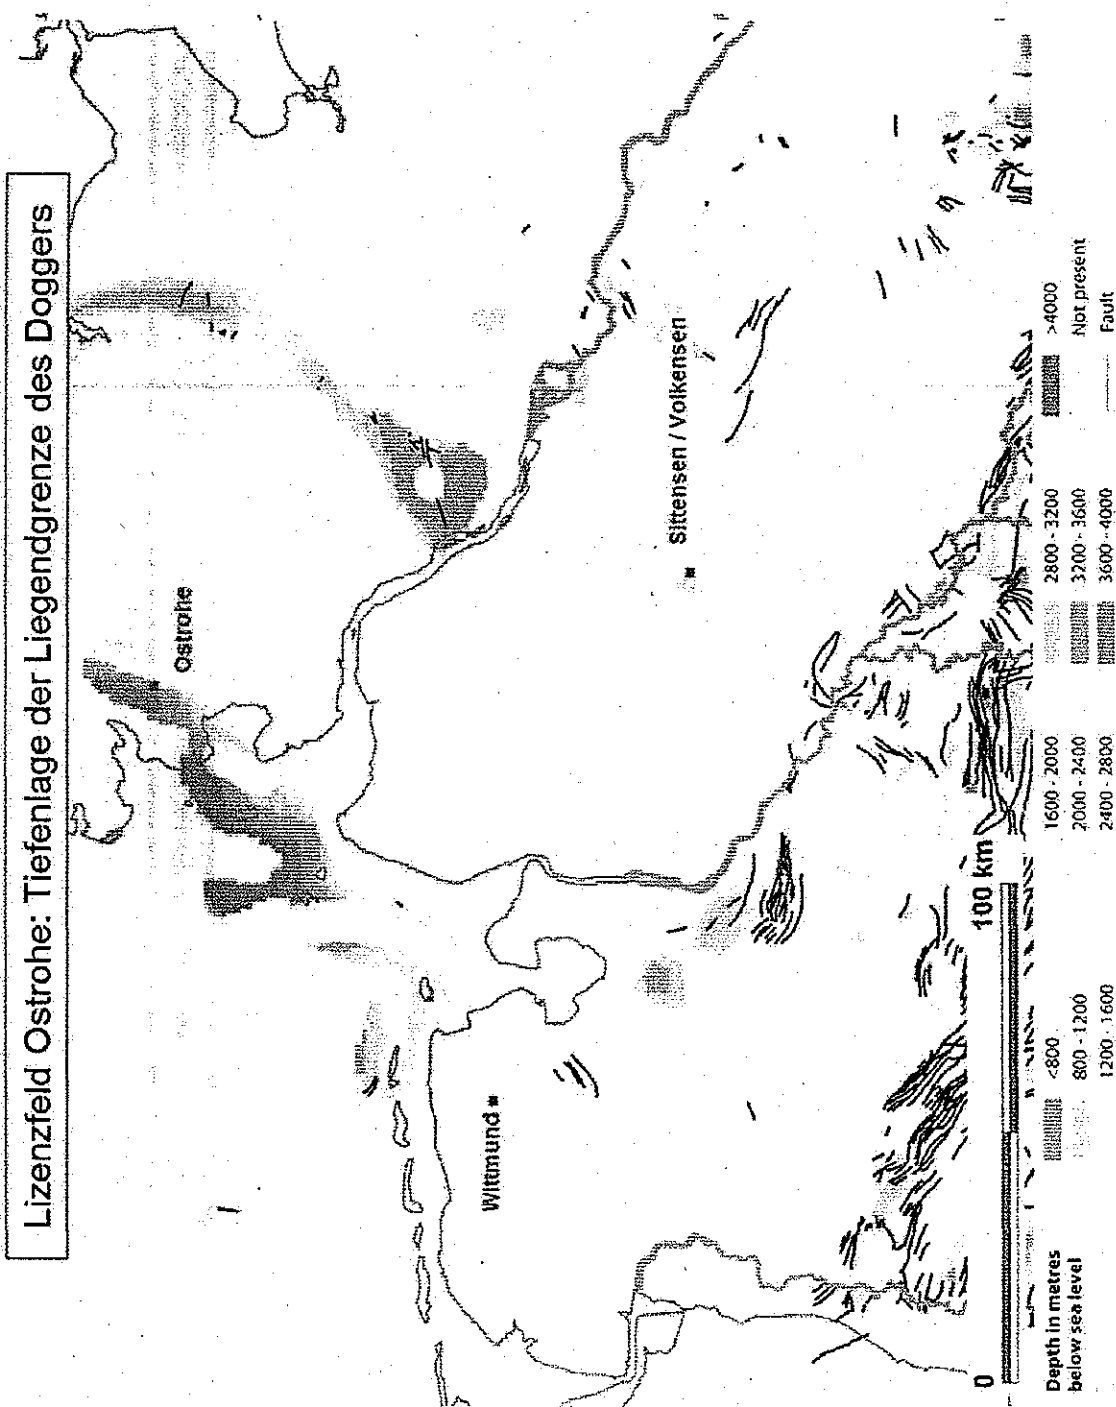 Lizenzfeld Ostrohe: Tiefenlage der Liegendgrenze des Doggers
Ostrohe
Sittensen / Volkensen
Wittmund
0
100 km
Depth in metres
below sea level
<800
800 - 1200
1200 - 1600
1600 - 2000
2000 - 2400
2400 - 2800
2800 - 3200
3200 - 3600
3600 - 4000
>4000
Not present
Fault